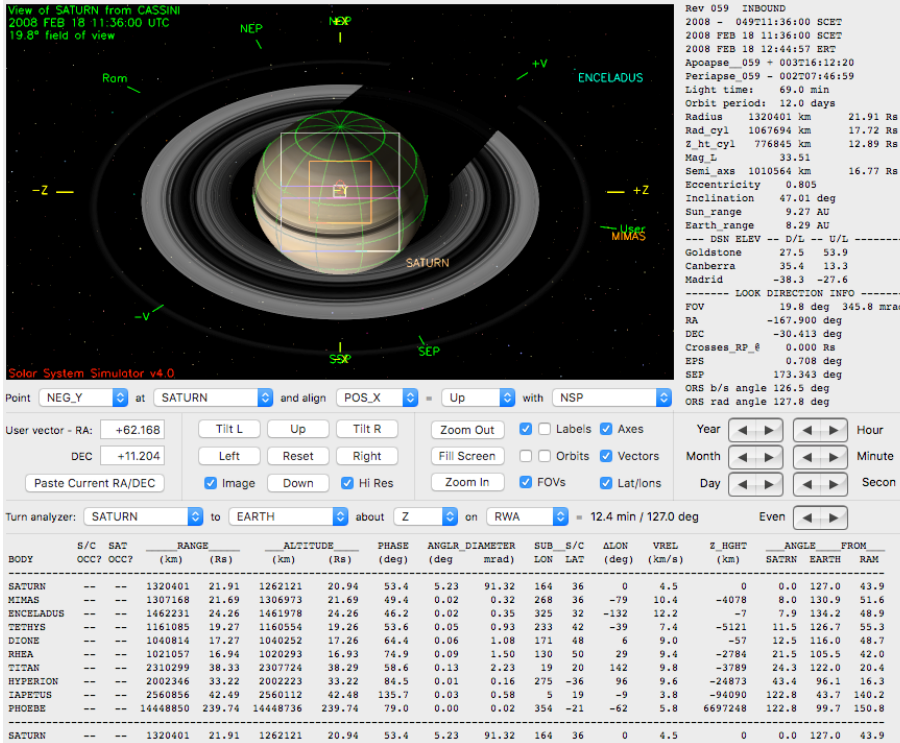 View of SATURN from CASSINI
2008 FEB 18 11:36:00 UTC
19.8° field of view
NEP
Ram
+V
ENCELADUS
-Z
+Z
-Y
User
MIMAS
SATURN
-V
SEP
Solar System Simulator v4.0
Rev 059 INBOUND
2008 - 049T11:36:00 SCET
2008 FEB 18 11:36:00 SCET
2008 FEB 18 12:44:57 ERT
Apoapse__059 + 003T16:12:20
Periapse_059 - 002T07:46:59
Light time: 69.0 min
Orbit period: 12.0 days
Radius 1320401 km 21.91 Rs
Rad_cyl 1067694 km 17.72 Rs
Z_ht_cyl 776845 km 12.89 Rs
Mag_L 33.51
Semi_axs 1010564 km 16.77 Rs
Eccentricity 0.805
Inclination 47.01 deg
Sun_range 9.27 AU
Earth_range 8.29 AU
--- DSN ELEV -- D/L -- U/L -------
Goldstone 27.5 53.9
Canberra 35.4 13.3
Madrid -38.3 -27.6
------- LOOK DIRECTION INFO -------
FOV 19.8 deg 345.8 mrad
RA -167.900 deg
DEC -30.413 deg
Crosses_RP_@ 0.000 Rs
EPS 0.708 deg
SEP 173.343 deg
ORS b/s angle 126.5 deg
ORS rad angle 127.8 deg
Point NEG_Y at SATURN and align POS_X = Up with NSP
User vector - RA: +62.168 Tilt L Up Tilt R Zoom Out Labels Axes Year Hour
DEC +11.204 Left Reset Right Fill Screen Orbits Vectors Month Minute
Paste Current RA/DEC Image Down Hi Res Zoom In FOVs Lat/lons Day Secon
Turn analyzer: SATURN to EARTH about Z on RWA = 12.4 min / 127.0 deg Even
S/C SAT ____RANGE____ ___ALTITUDE___ PHASE ANGLR_DIAMETER SUB_S/C ΔLON VREL Z_HGHT ___ANGLE___FROM___
BODY OCC? OCC? (km) (Rs) (km) (Rs) (deg) (deg mrad) LON LAT (deg) (km/s) (km) SATRN EARTH RAM
SATURN -- -- 1320401 21.91 1262121 20.94 53.4 5.23 91.32 164 36 0 4.5 0 0.0 127.0 43.9
MIMAS -- -- 1307168 21.69 1306973 21.69 49.4 0.02 0.32 268 36 -79 10.4 -4078 8.0 130.9 51.6
ENCELADUS -- -- 1462231 24.26 1461978 24.26 46.2 0.02 0.35 325 32 -132 12.2 -7 7.9 134.2 48.9
TETHYS -- -- 1161085 19.27 1160554 19.26 53.6 0.05 0.93 233 42 -39 7.4 -5121 11.5 126.7 55.3
DIONE -- -- 1040814 17.27 1040252 17.26 64.4 0.06 1.08 171 48 6 9.0 -57 12.5 116.0 48.7
RHEA -- -- 1021057 16.94 1020293 16.93 74.9 0.09 1.50 130 50 29 9.4 -2784 21.5 105.5 42.0
TITAN -- -- 2310299 38.33 2307724 38.29 58.6 0.13 2.23 19 20 142 9.8 -3789 24.3 122.0 20.4
HYPERION -- -- 2002346 33.22 2002223 33.22 84.5 0.01 0.16 275 -36 96 9.6 -24873 43.4 96.1 16.3
IAPETUS -- -- 2560856 42.49 2560112 42.48 135.7 0.03 0.58 5 19 -9 3.8 -94090 122.8 43.7 140.2
PHOEBE -- -- 14448850 239.74 14448736 239.74 79.0 0.00 0.02 354 -21 -62 5.8 6697248 122.8 99.7 150.8
SATURN -- -- 1320401 21.91 1262121 20.94 53.4 5.23 91.32 164 36 0 4.5 0 0.0 127.0 43.9